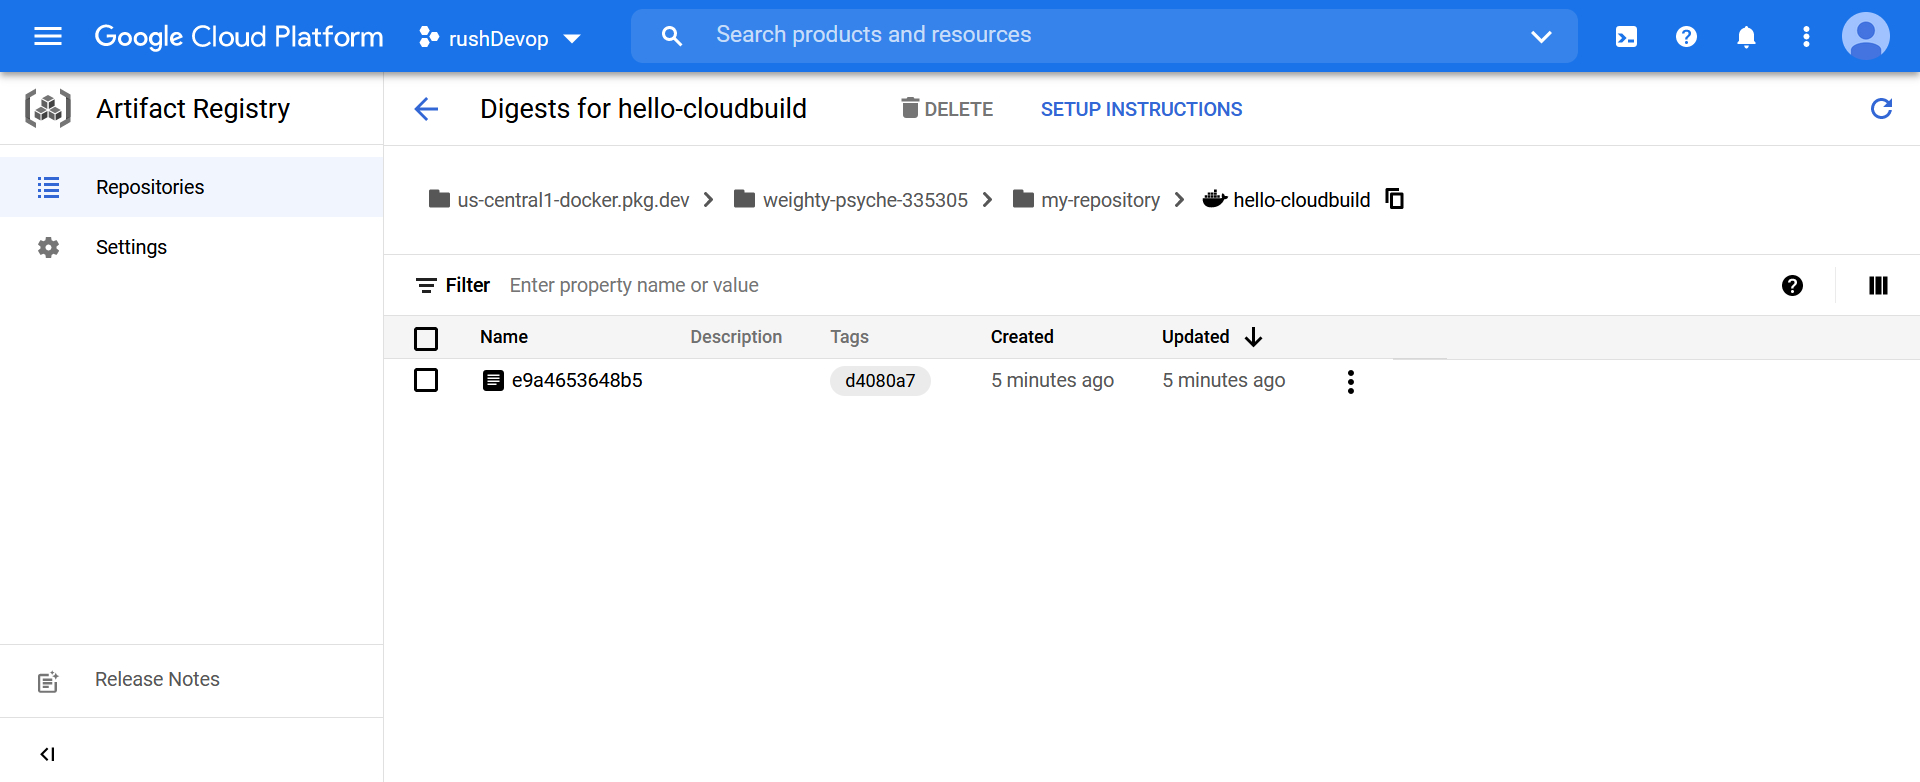 Google Cloud Platform
rushDevop
Search products and resources
Artifact Registry
Digests for hello-cloudbuild
DELETE
SETUP INSTRUCTIONS
Repositories
Settings
us-central1-docker.pkg.dev
weighty-psyche-335305
my-repository
hello-cloudbuild
Filter Enter property name or value
Name Description Tags Created Updated
e9a4653648b5 d4080a7 5 minutes ago 5 minutes ago
Release Notes